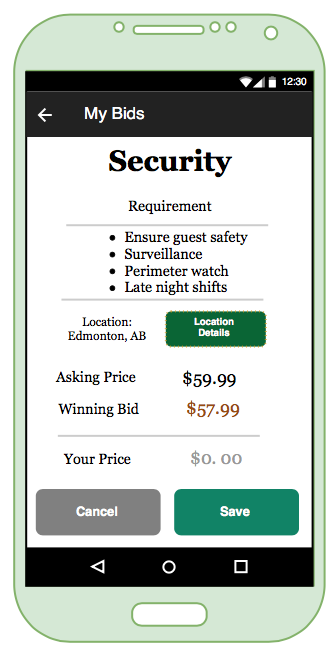 12:30
My Bids
Security
Requirement
Ensure guest safety
Surveillance
Perimeter watch
Late night shifts
Location:
Edmonton, AB
Location
Details
Asking Price $59.99
Winning Bid $57.99
Your Price $0. 00
Cancel Save